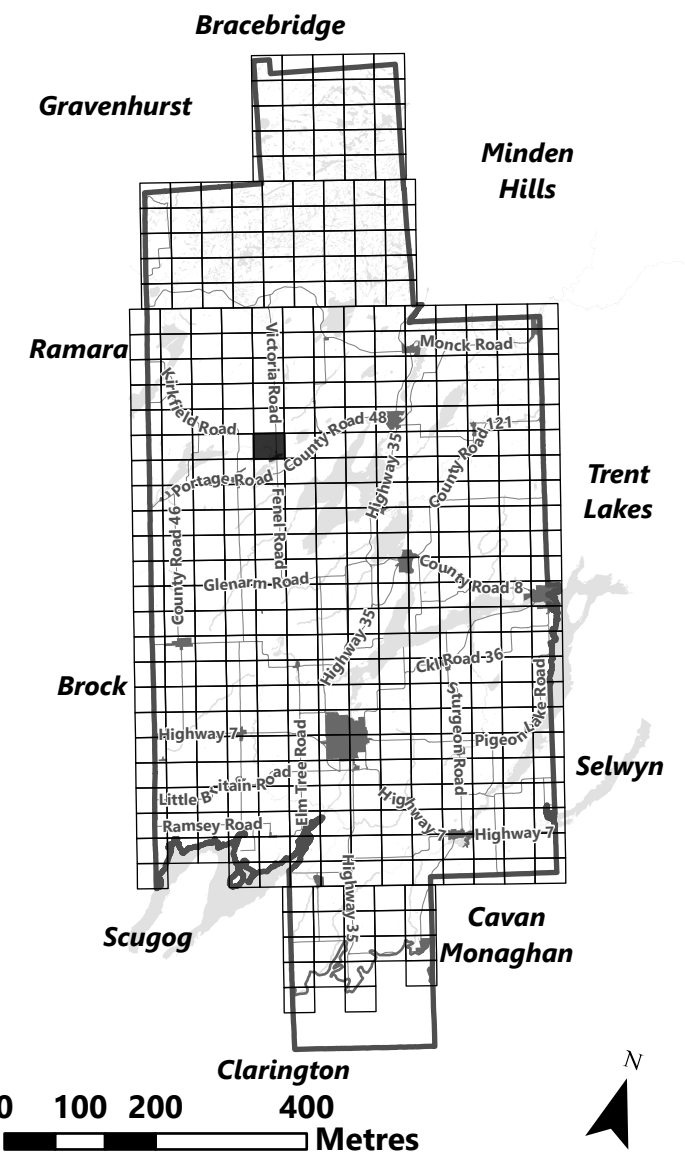 Bracebridge
Gravenhurst
Minden
Hills
Ramara
Monck Road
Victoria Road
Kirkfield Road
County Road 48
County Road 121
Highway 35
Portage Road
Trent
Lakes
Fenel Road
County Road 46
County Road 8
Glenarm Road
Highway 35
Ckl Road 36
Brock
Sturgeon Road
Pigeon Lake Road
Highway 7
Elm Tree Road
Selwyn
Little Britain Road
Highway 7
Ramsey Road
Highway 7
Highway 35
Scugog
Cavan
Monaghan
Clarington
N
0 100 200 400
Metres